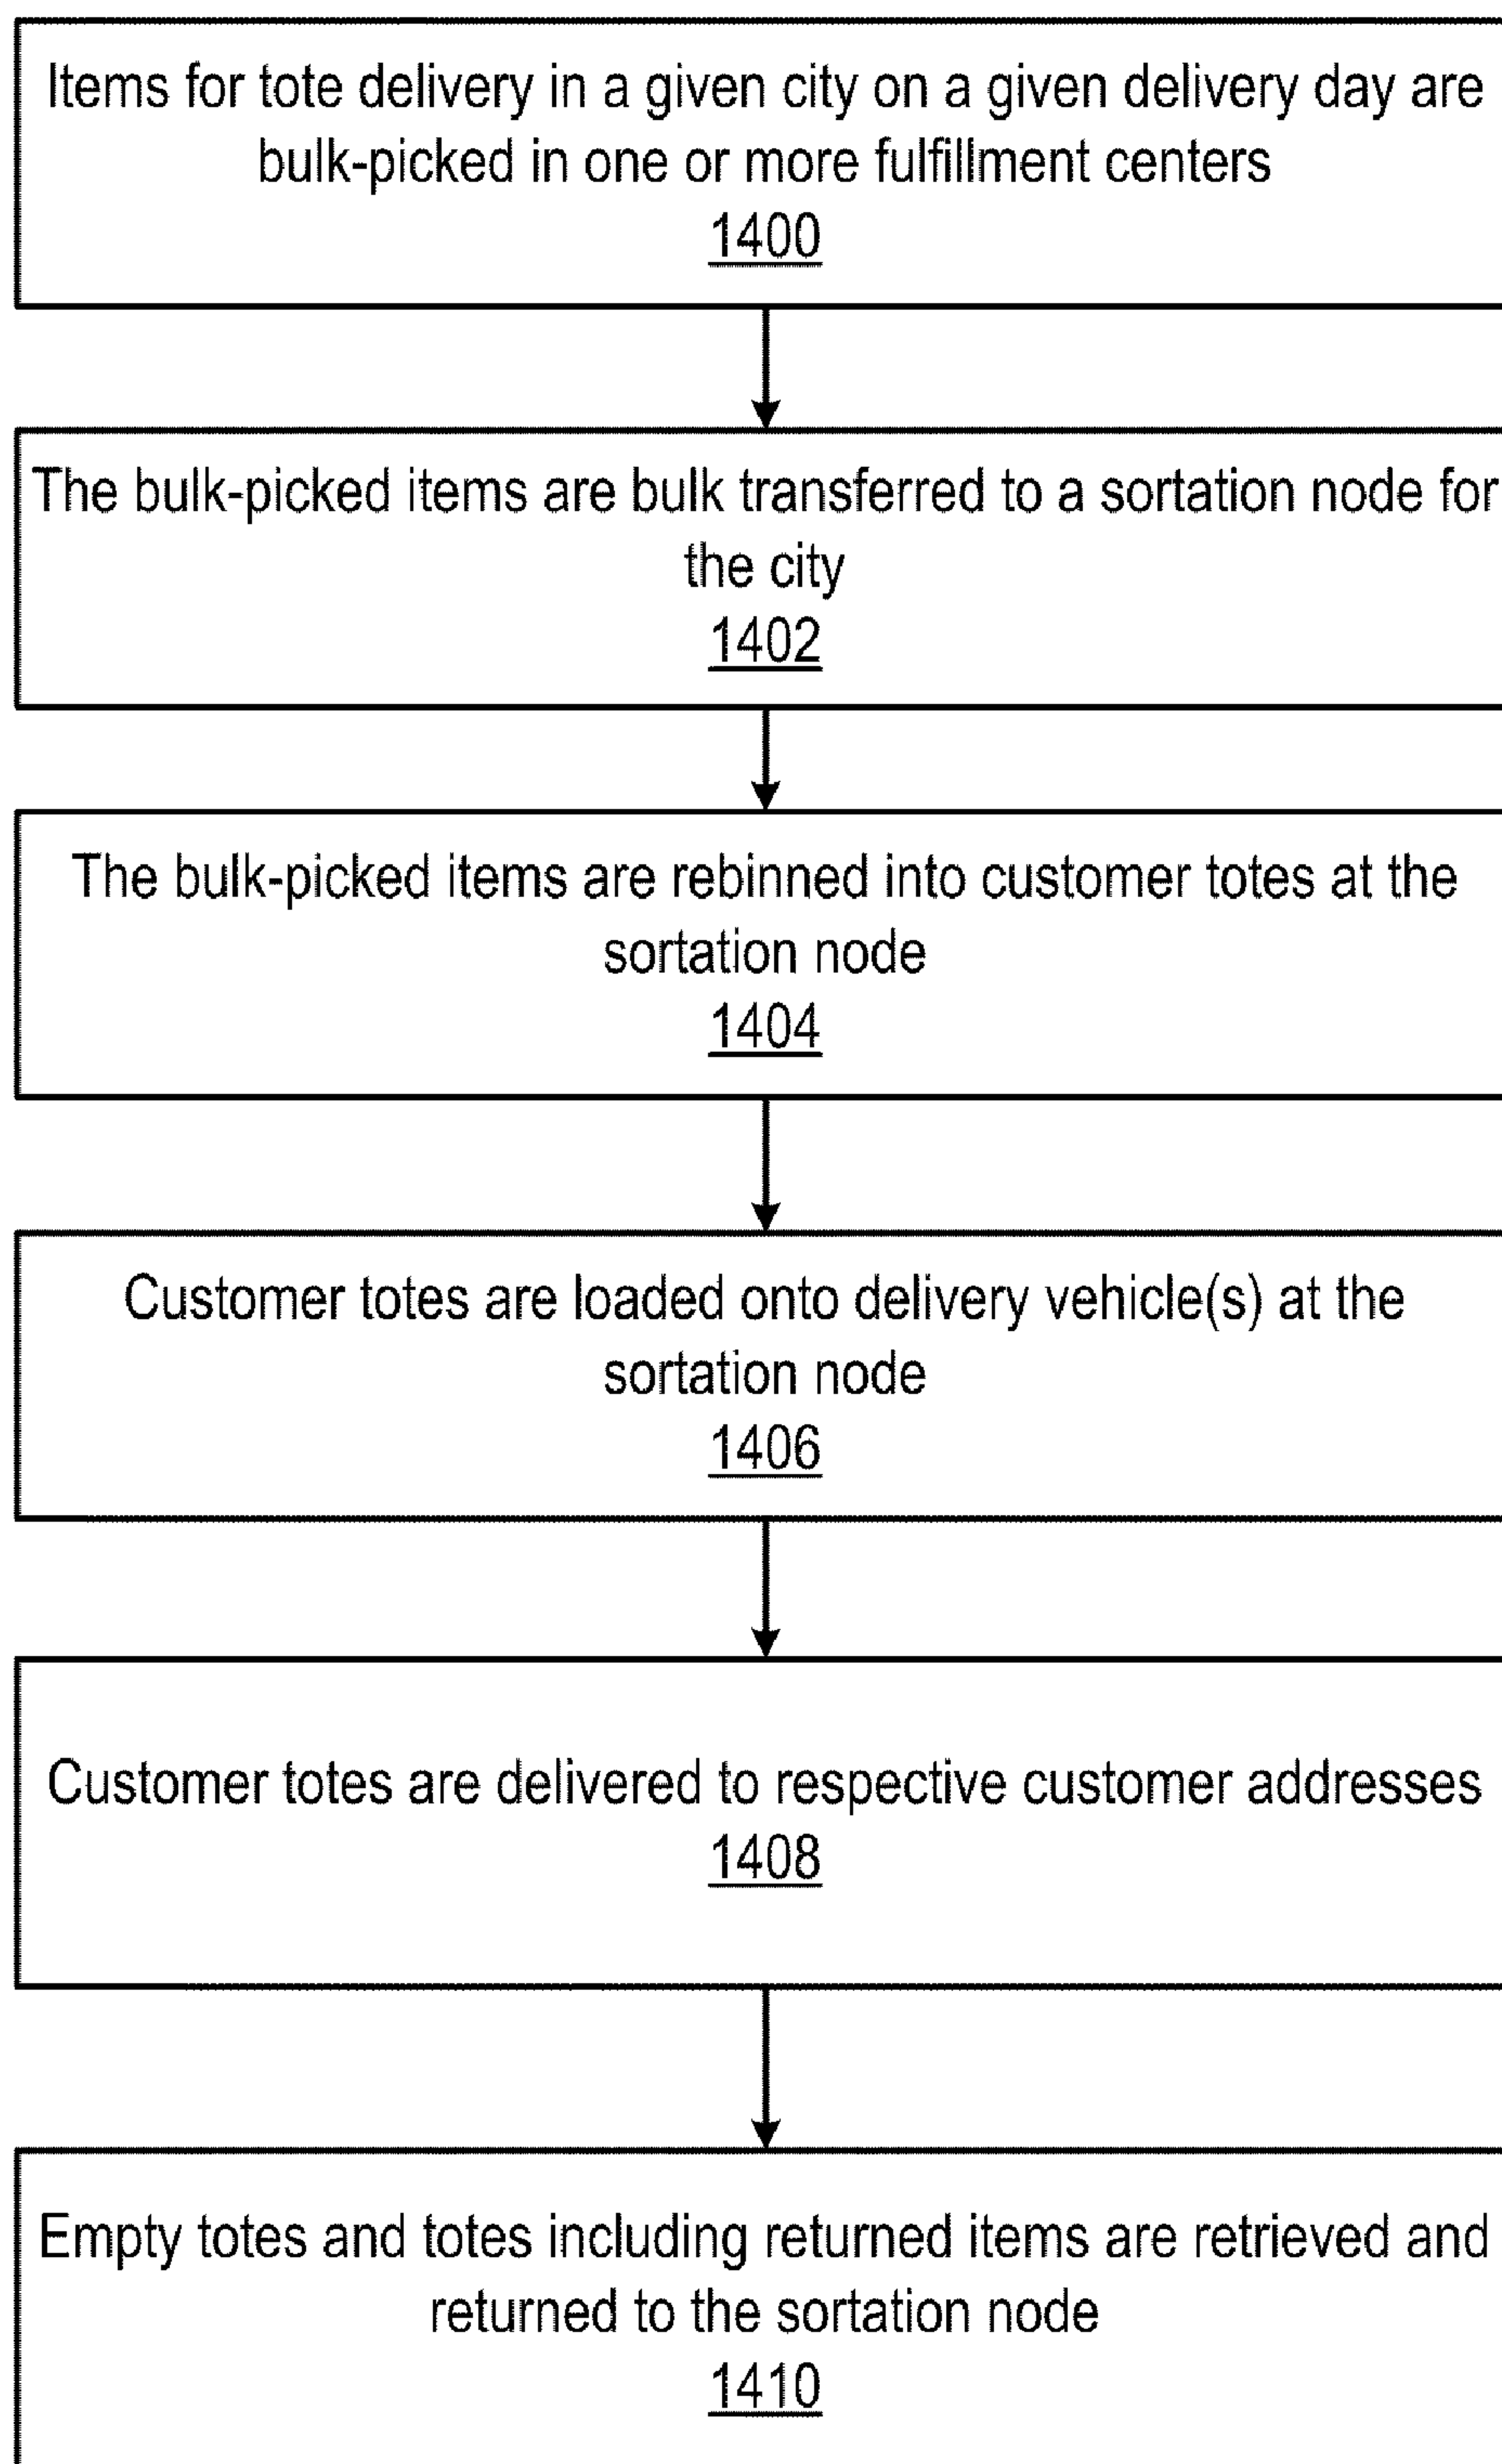 Items for tote delivery in a given city on a given delivery day are
bulk-picked in one or more fulfillment centers
1400
The bulk-picked items are bulk transferred to a sortation node for
the city
1402
The bulk-picked items are rebinned into customer totes at the
sortation node
1404
Customer totes are loaded onto delivery vehicle(s) at the
sortation node
1406
Customer totes are delivered to respective customer addresses
1408
Empty totes and totes including returned items are retrieved and
returned to the sortation node
1410